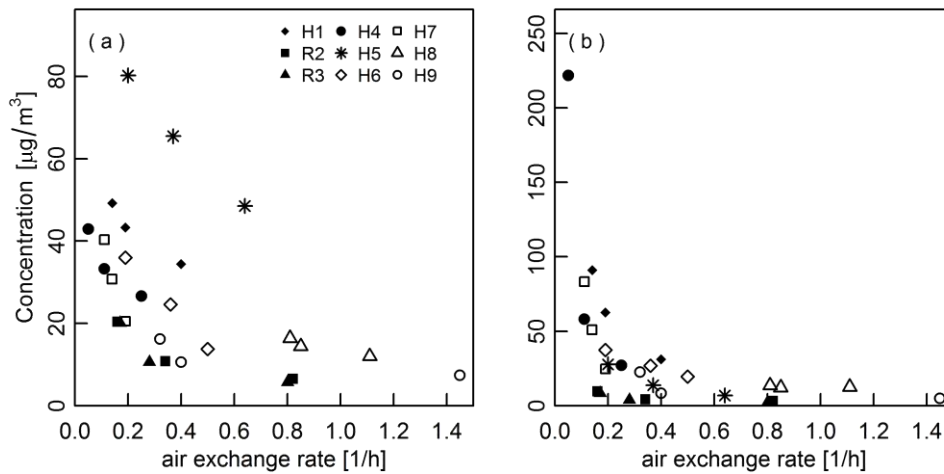 ( a )
H1 H4 H7
R2 H5 H8
R3 H6 H9
Concentration [µg/m³]
80
60
40
20
0
0.0 0.2 0.4 0.6 0.8 1.0 1.2 1.4
air exchange rate [1/h]
( b )
250
200
150
100
50
0
0.0 0.2 0.4 0.6 0.8 1.0 1.2 1.4
air exchange rate [1/h]